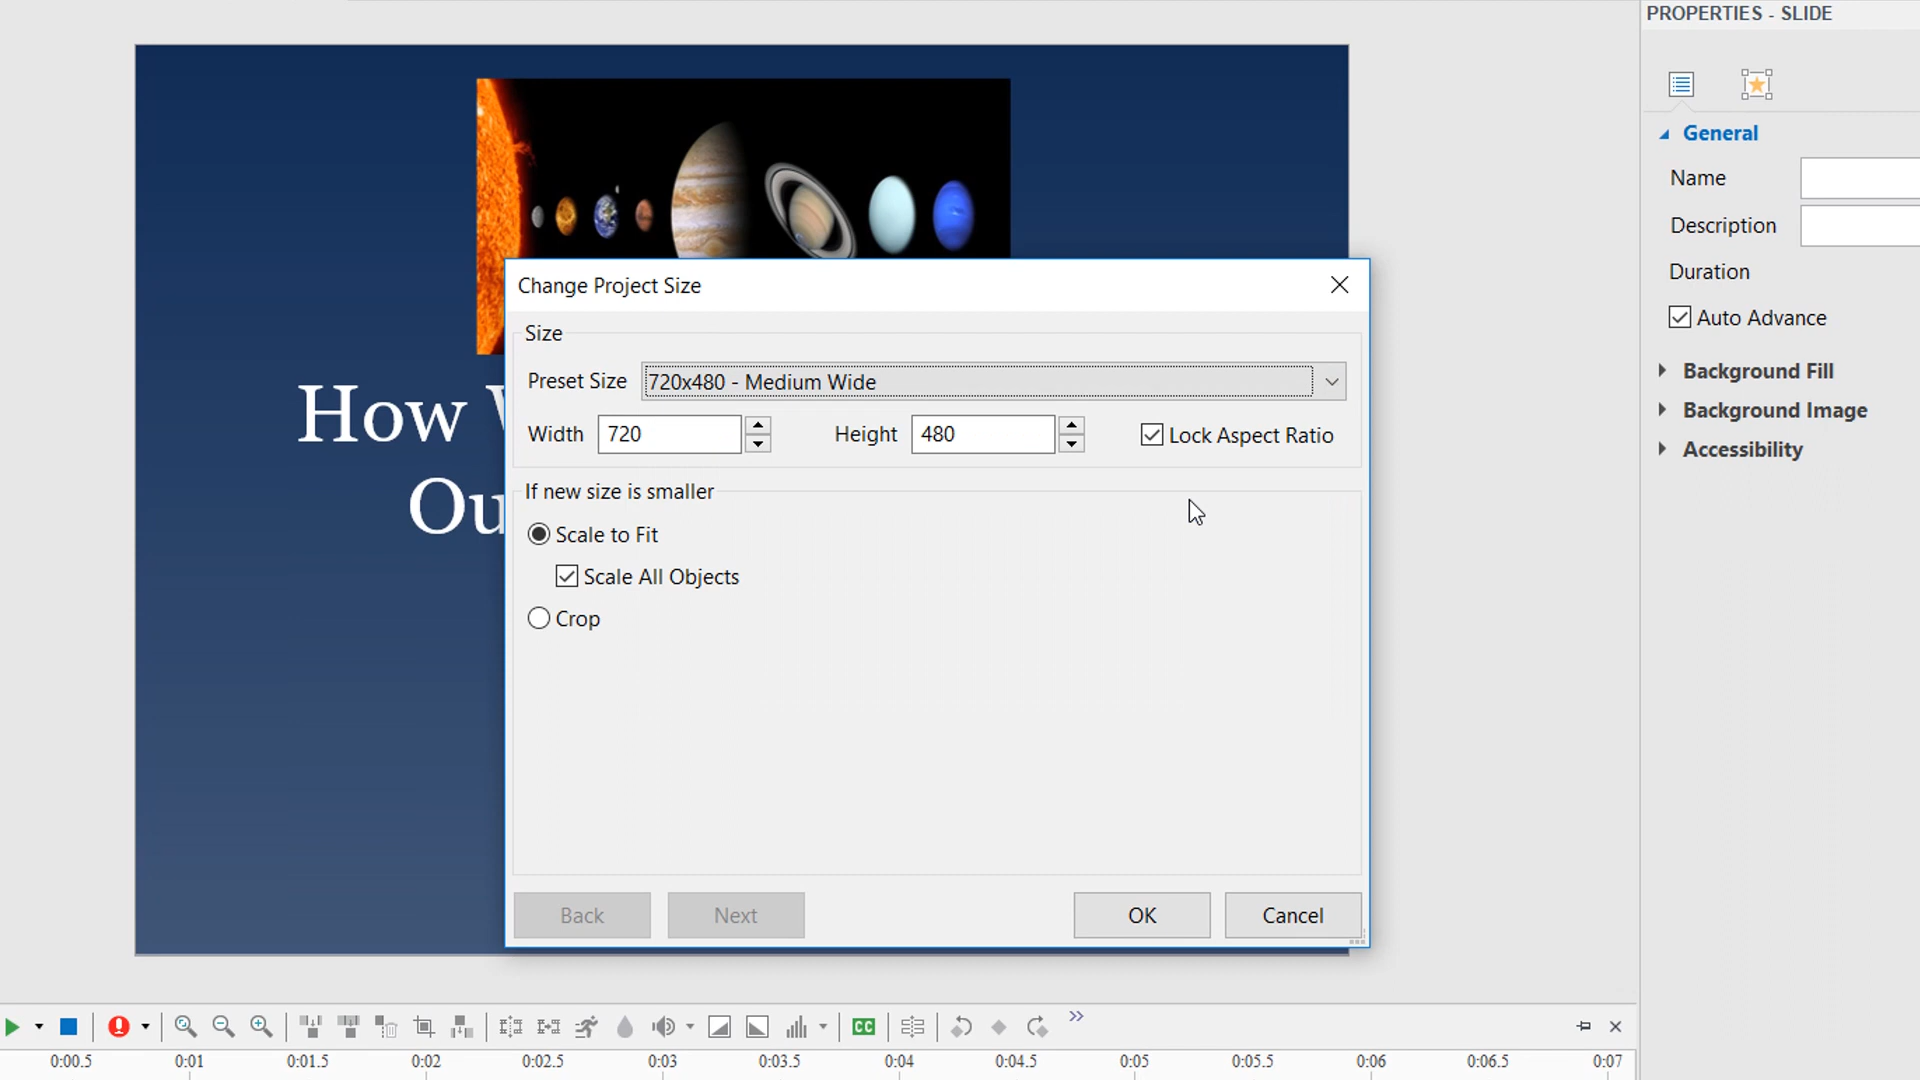 PROPERTIES - SLIDE
General
Name
Description
Duration
Auto Advance
Background Fill
Background Image
Accessibility
How
Ou
Change Project Size
Size
Preset Size 720x480 - Medium Wide
Width 720 Height 480 Lock Aspect Ratio
If new size is smaller
Scale to Fit
Scale All Objects
Crop
Back Next OK Cancel
CC
0:00.5 0:01 0:01.5 0:02 0:02.5 0:03 0:03.5 0:04 0:04.5 0:05 0:05.5 0:06 0:06.5 0:07